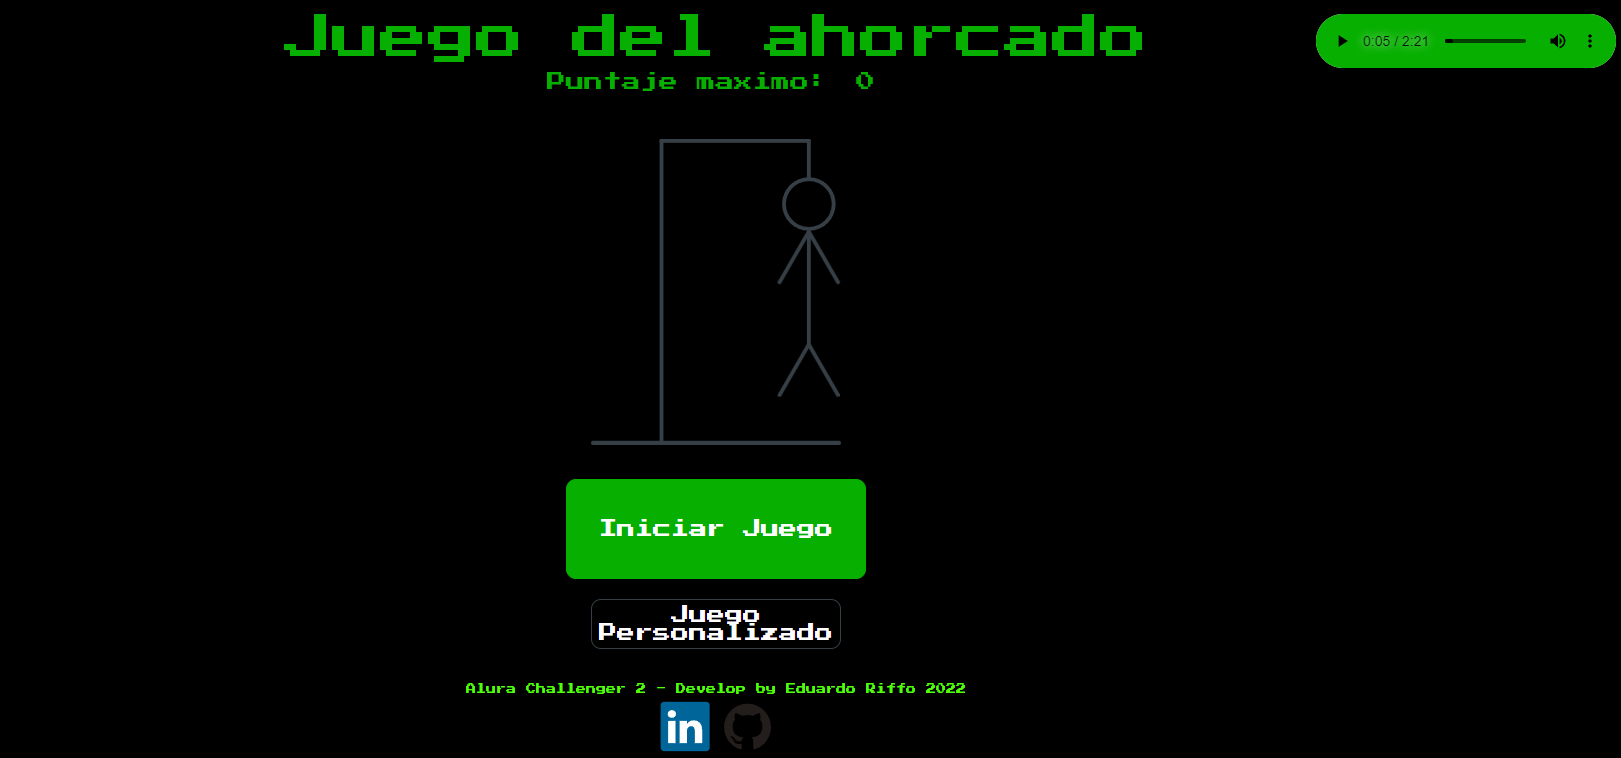 Juego del ahorcado
0:05 / 2:21
Puntaje maximo: 0
Iniciar Juego
Juego
Personalizado
Alura Challenger 2 - Develop by Eduardo Riffo 2022
in